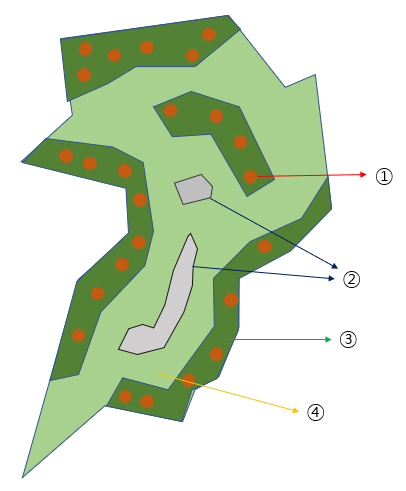 ①
②
③
④